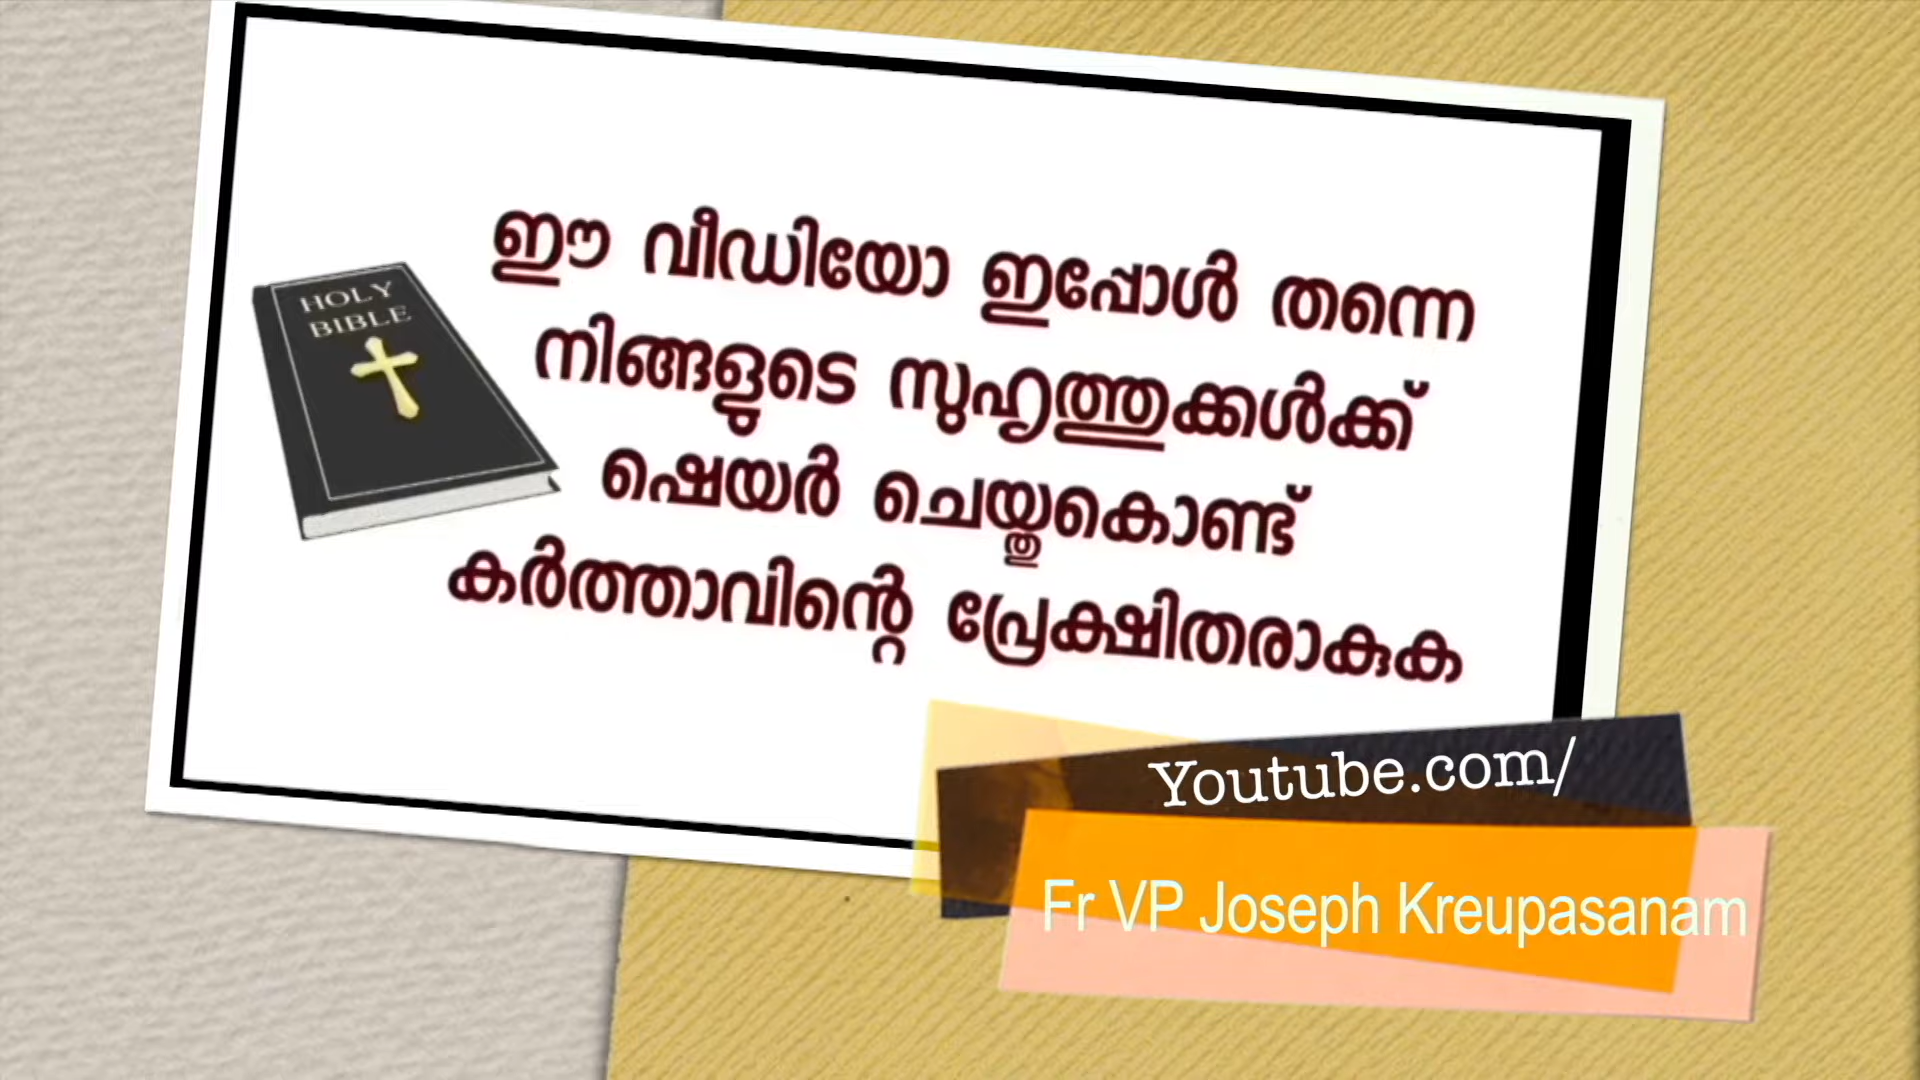 HOLY
BIBLE
ഈ വീഡിയോ ഇപ്പോൾ തന്നെ
നിങ്ങളുടെ സുഹൃത്തുക്കൾക്ക്
ഷെയർ ചെയ്തുകൊണ്ട്
കർത്താവിന്റെ പ്രേക്ഷിതരാകുക
Youtube.com/
Fr VP Joseph Kreupasanam